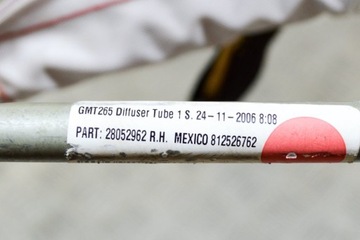 GMT265 Diffuser Tube 1 S. 24-11-2006 8:08
PART: 28052962 R.H. MEXICO 812526762